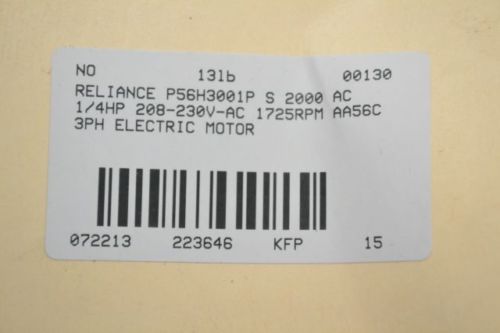 NO 13lb 00130
RELIANCE P56H3001P S 2000 AC
1/4HP 208-230V-AC 1725RPM AA56C
3PH ELECTRIC MOTOR
072213 223646 KFP 15